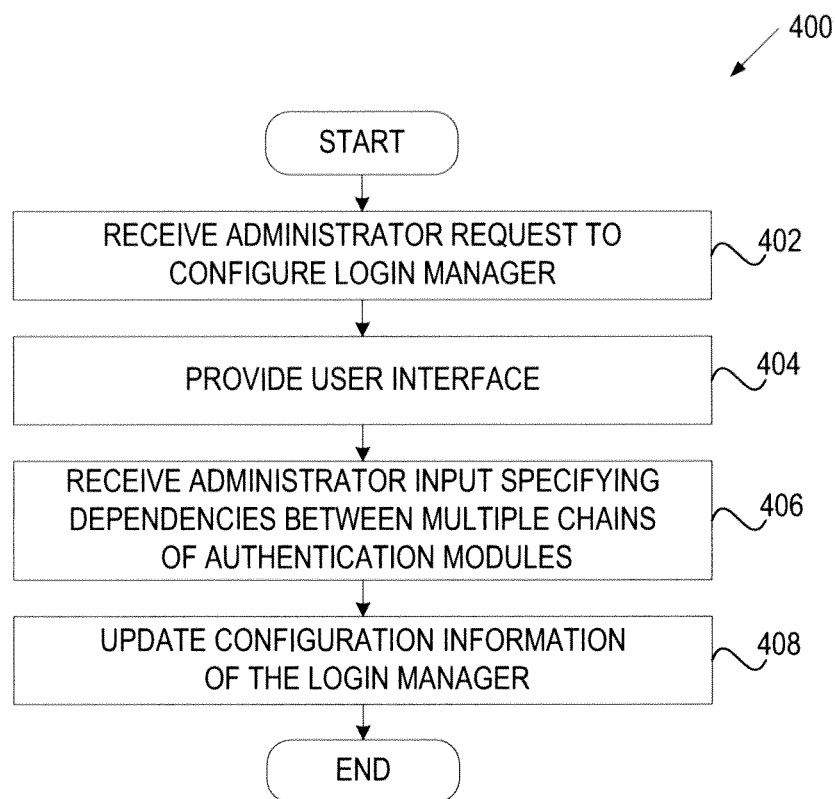 400
START
RECEIVE ADMINISTRATOR REQUEST TO
CONFIGURE LOGIN MANAGER
402
PROVIDE USER INTERFACE
404
RECEIVE ADMINISTRATOR INPUT SPECIFYING
DEPENDENCIES BETWEEN MULTIPLE CHAINS
OF AUTHENTICATION MODULES
406
UPDATE CONFIGURATION INFORMATION
OF THE LOGIN MANAGER
408
END